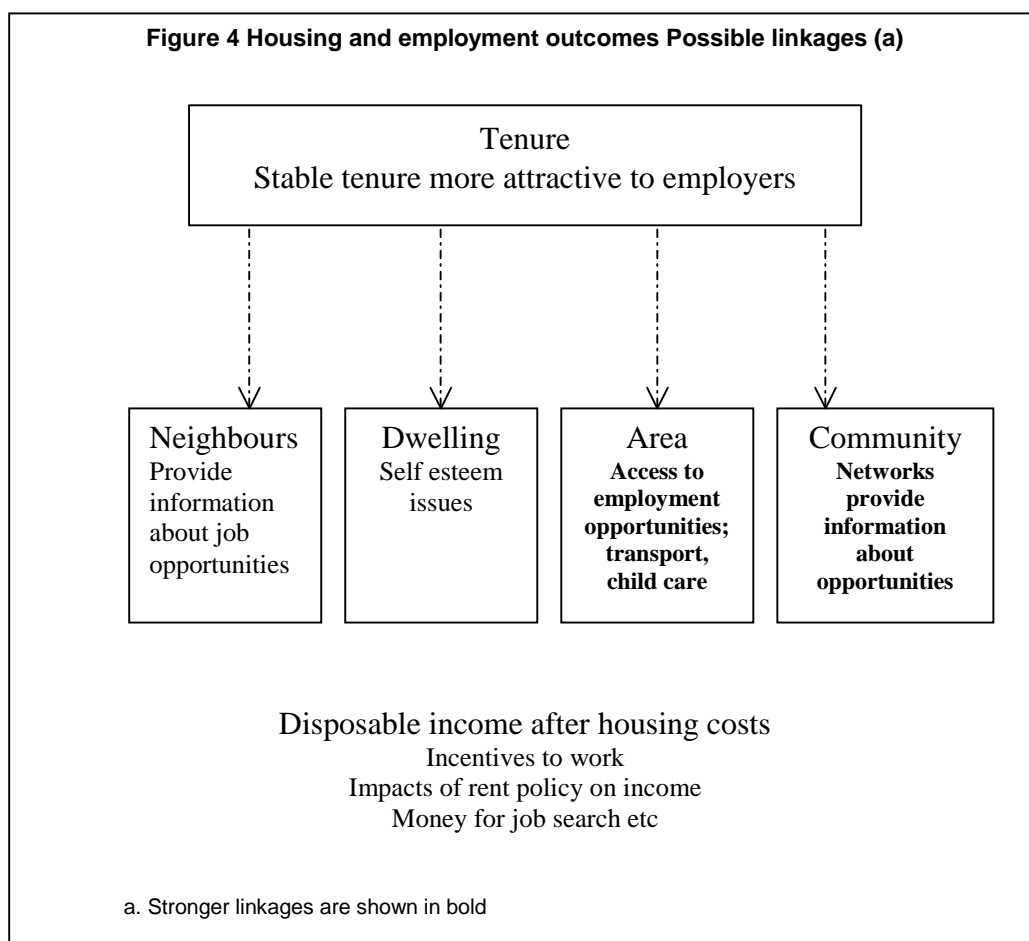 Figure 4 Housing and employment outcomes Possible linkages (a)
Tenure
Stable tenure more attractive to employers
Neighbours
Provide
information
about job
opportunities
Dwelling
Self esteem
issues
Area
Access to
employment
opportunities;
transport,
child care
Community
Networks
provide
information
about
opportunities
Disposable income after housing costs
Incentives to work
Impacts of rent policy on income
Money for job search etc
a. Stronger linkages are shown in bold